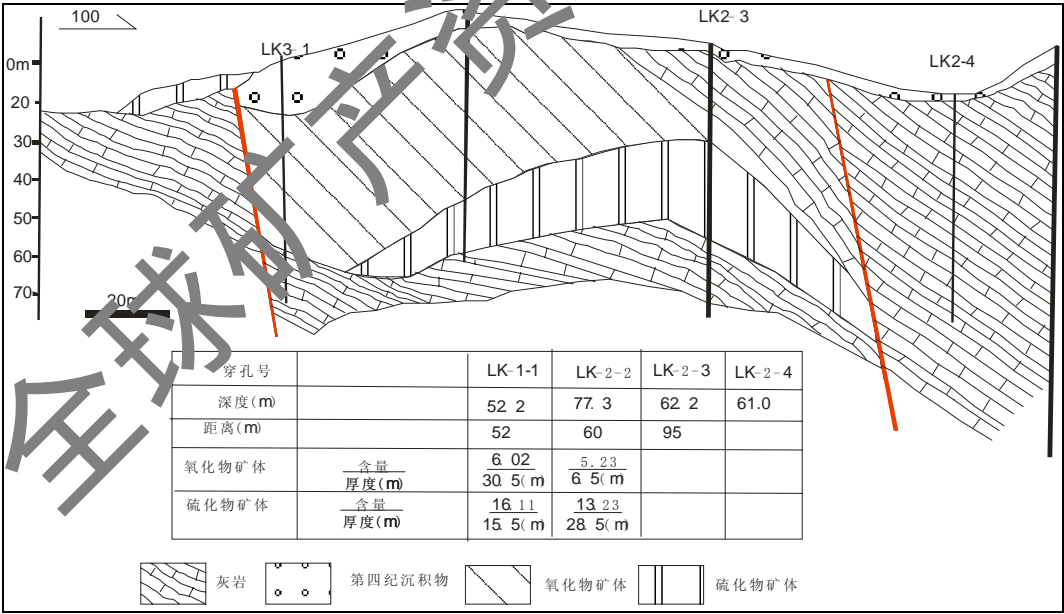 100
LK3-1
LK2-3
LK2-4
0m
20
30
40
50
60
70
20m
全球矿产资
穿孔号 LK-1-1 LK-2-2 LK-2-3 LK-2-4
深度(m) 52 2 77. 3 62 2 61.0
距离(m) 52 60 95
氧化物矿体 含量 6 02 5.23
厚度(m) 30 5(m) 6 5(m)
硫化物矿体 含量 16 11 13 23
厚度(m) 15 5(m) 28 5(m)
灰岩 第四纪沉积物 氧化物矿体 硫化物矿体